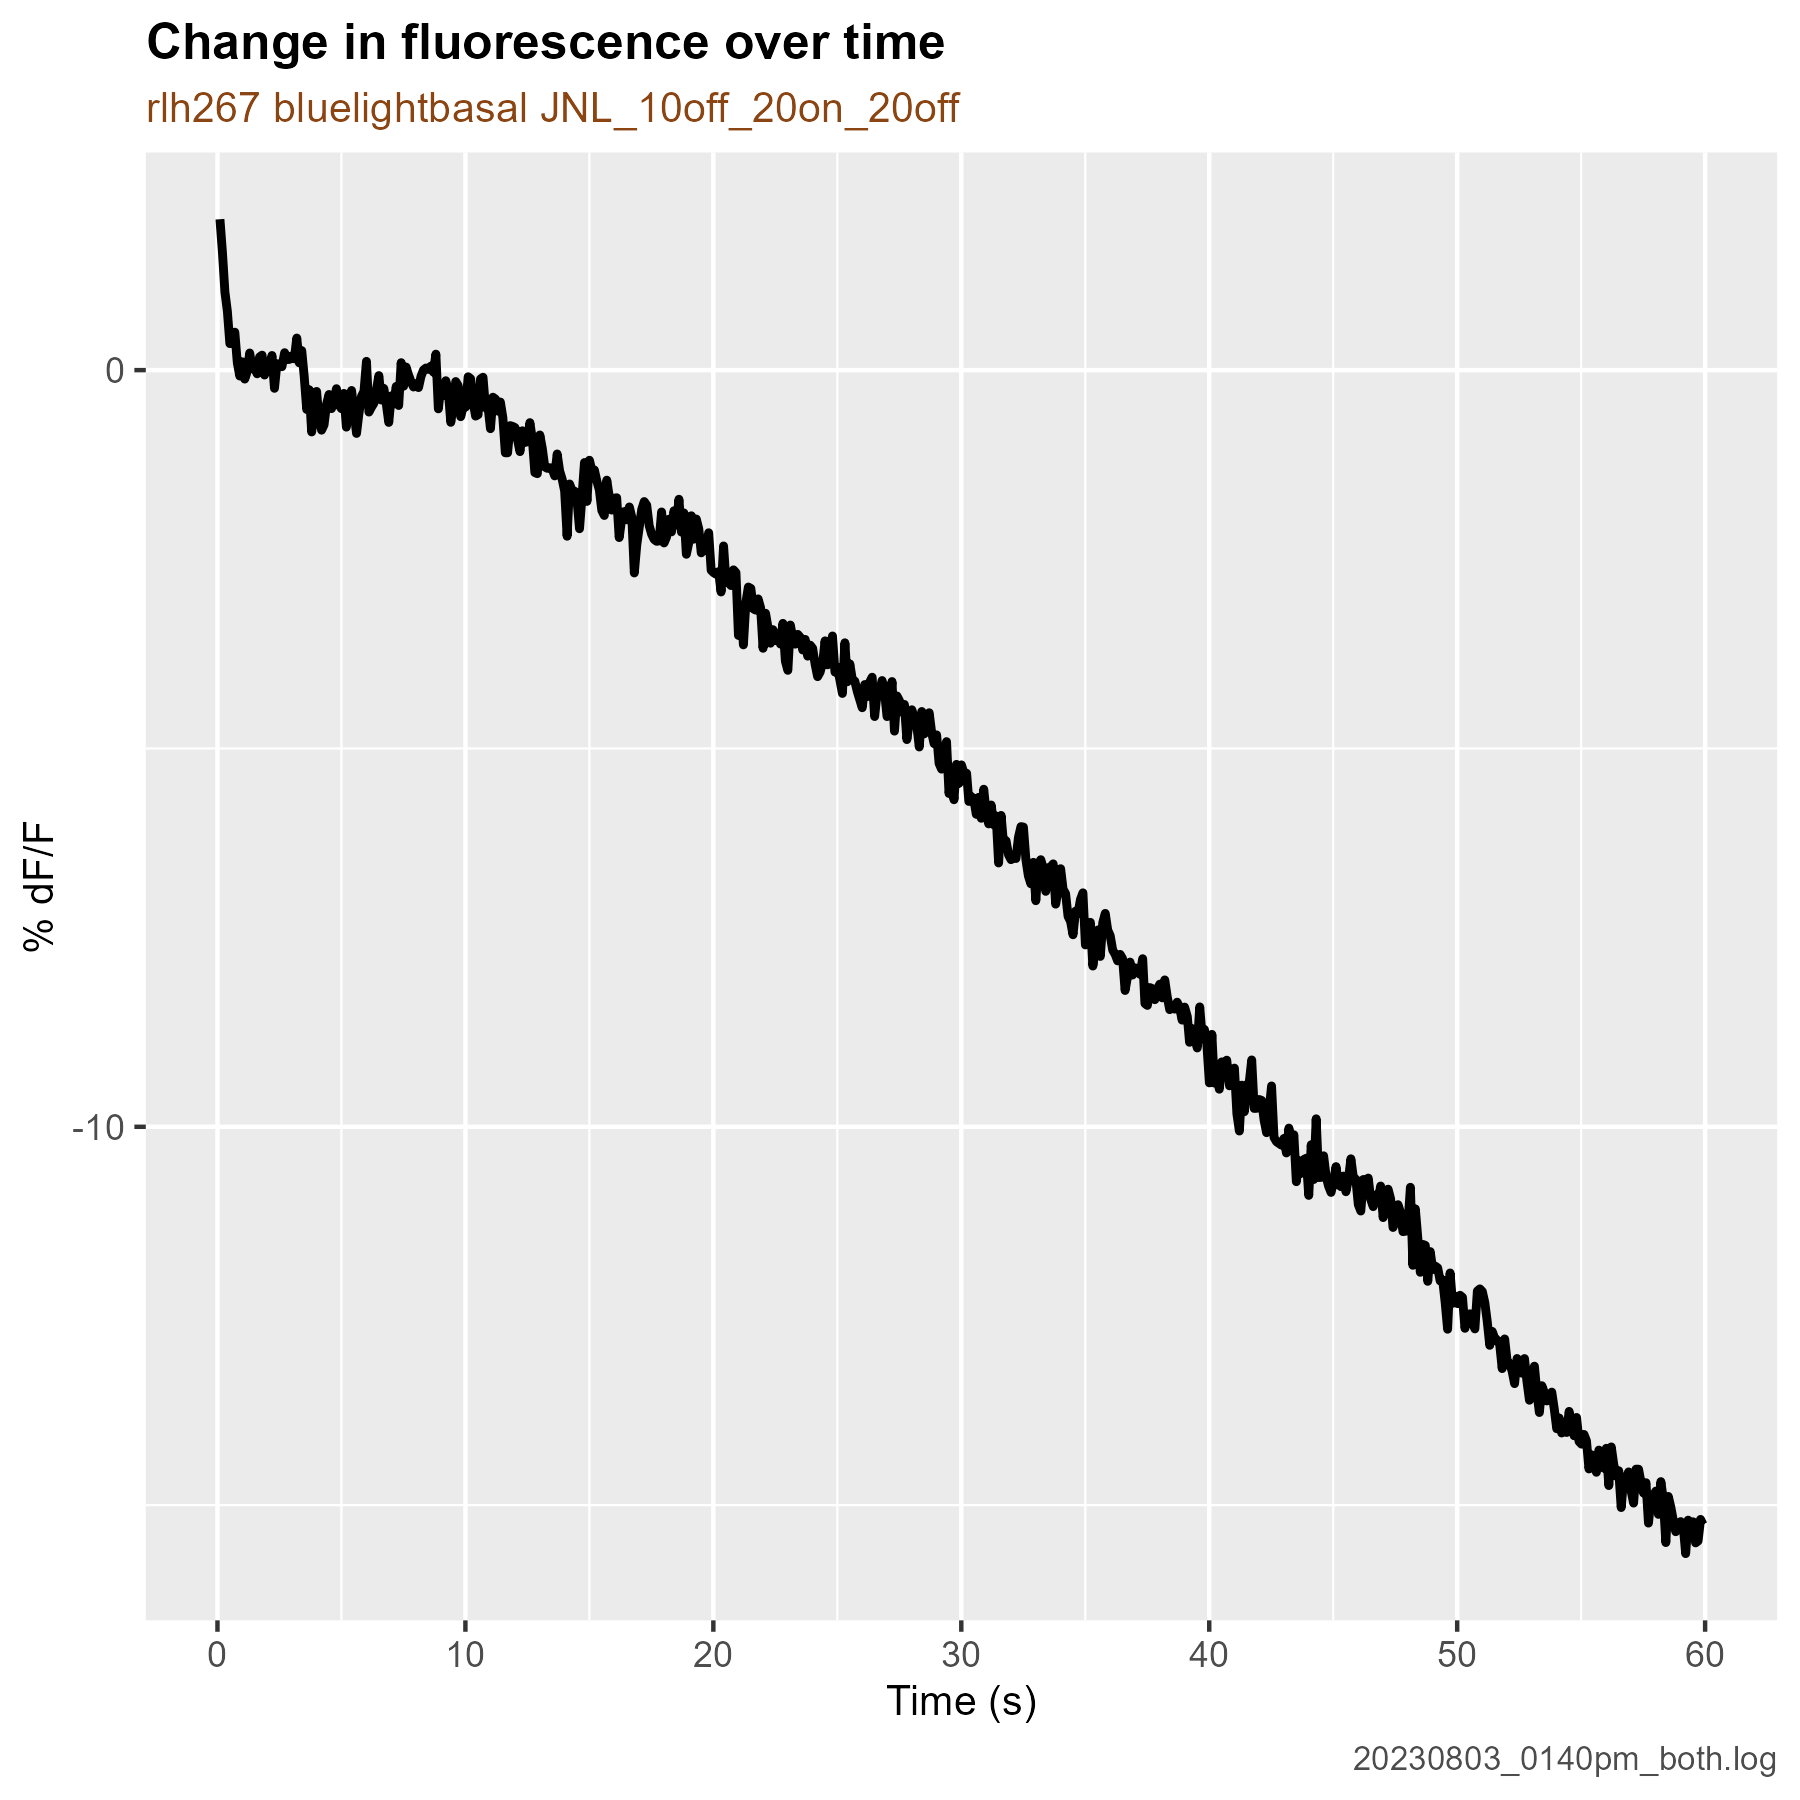 Change in fluorescence over time
rlh267 bluelightbasal JNL_10off_20on_20off
% dF/F
0
-10
0 10 20 30 40 50 60
Time (s)
20230803_0140pm_both.log